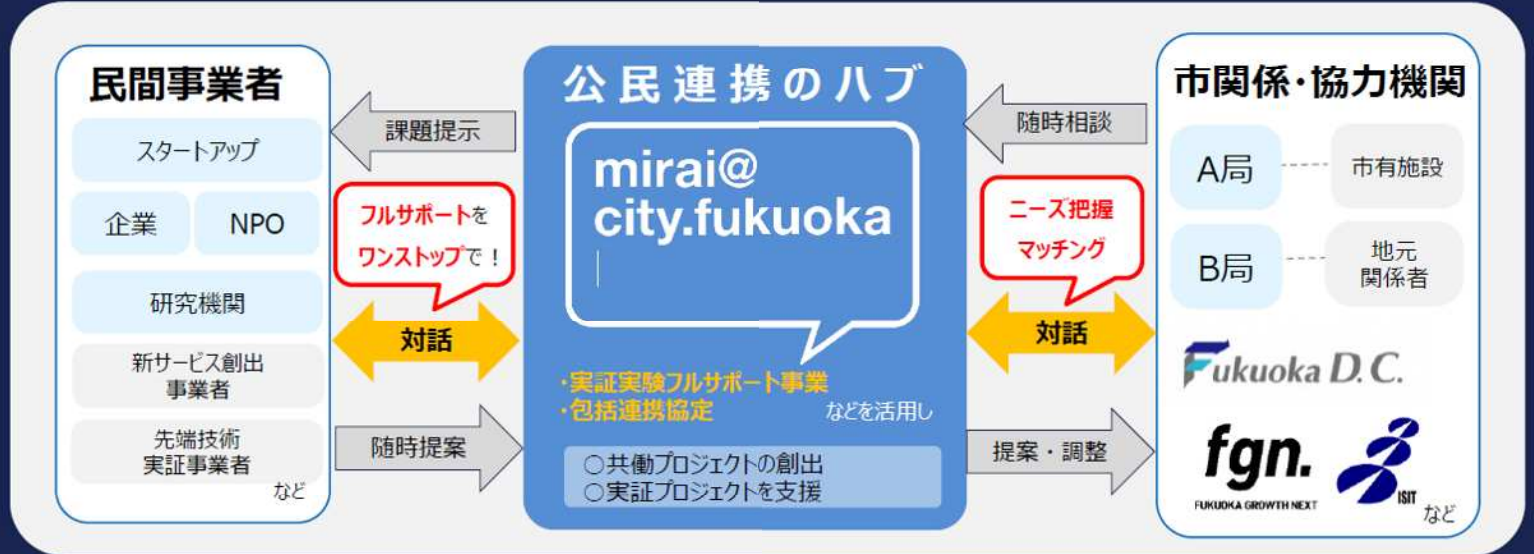 民間事業者
スタートアップ
企業
NPO
研究機関
新サービス創出
事業者
先端技術
実証事業者
など
課題提示
フルサポートを
ワンストップで！
対話
随時提案
公民連携のハブ
mirai@
city.fukuoka
・実証実験フルサポート事業
・包括連携協定
などを活用し
○共働プロジェクトの創出
○実証プロジェクトを支援
随時相談
ニーズ把握
マッチング
対話
提案・調整
市関係・協力機関
A局
市有施設
B局
地元
関係者
Fukuoka D.C.
fgn.
FUKUOKA GROWTH NEXT
ISIT
など